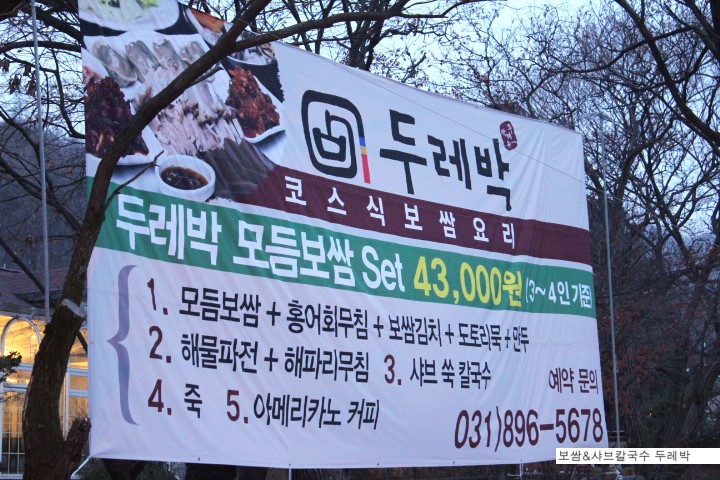 두레박
코스식보쌈요리
두레박 모듬보쌈 Set 43,000원 (3~4인기준)
1. 모듬보쌈 + 홍어회무침 + 보쌈김치 + 도토리묵 + 만두
2. 해물파전 + 해파리무침 3. 샤브 쑥 칼국수
4. 죽 5. 아메리카노 커피
예약 문의
031)896-5678
보쌈&샤브칼국수 두레박